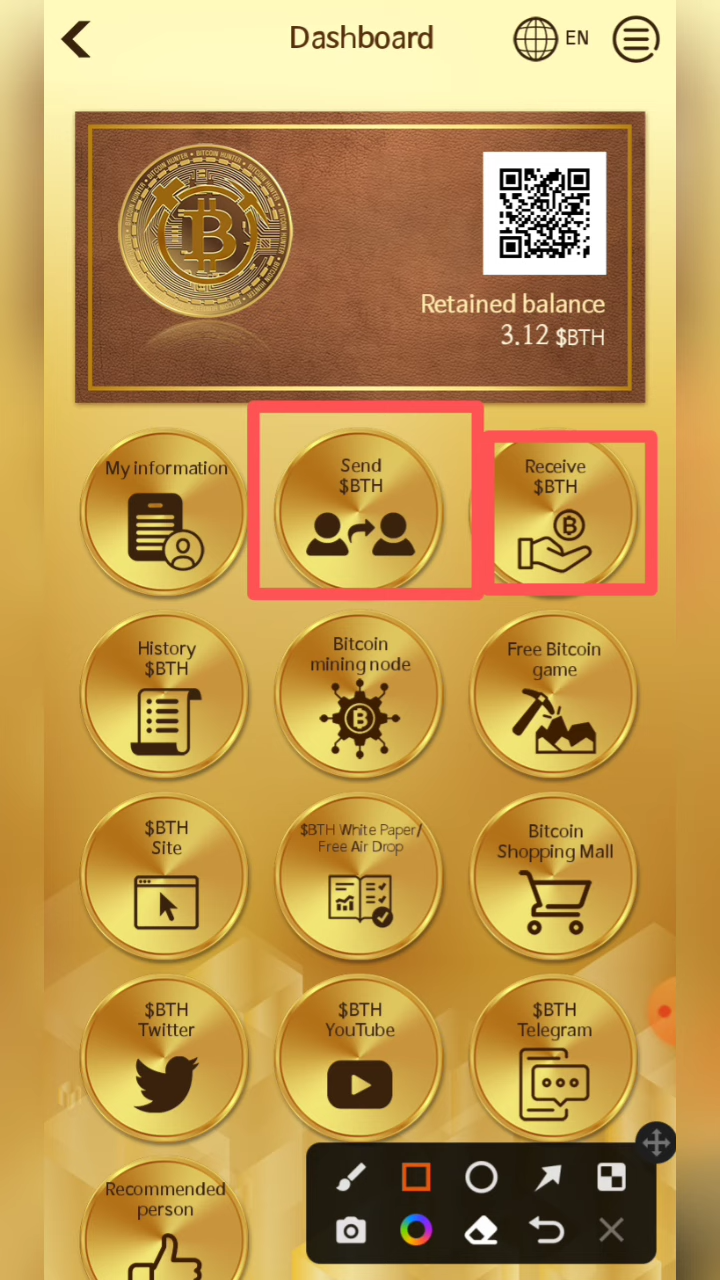 Dashboard
EN
BITCOIN HUNTER
Retained balance
3.12 $BTH
My information
Send
$BTH
Receive
$BTH
History
$BTH
Bitcoin
mining node
Free Bitcoin
game
$BTH
Site
$BTH White Paper/
Free Air Drop
Bitcoin
Shopping Mall
$BTH
Twitter
$BTH
YouTube
$BTH
Telegram
Recommended
person